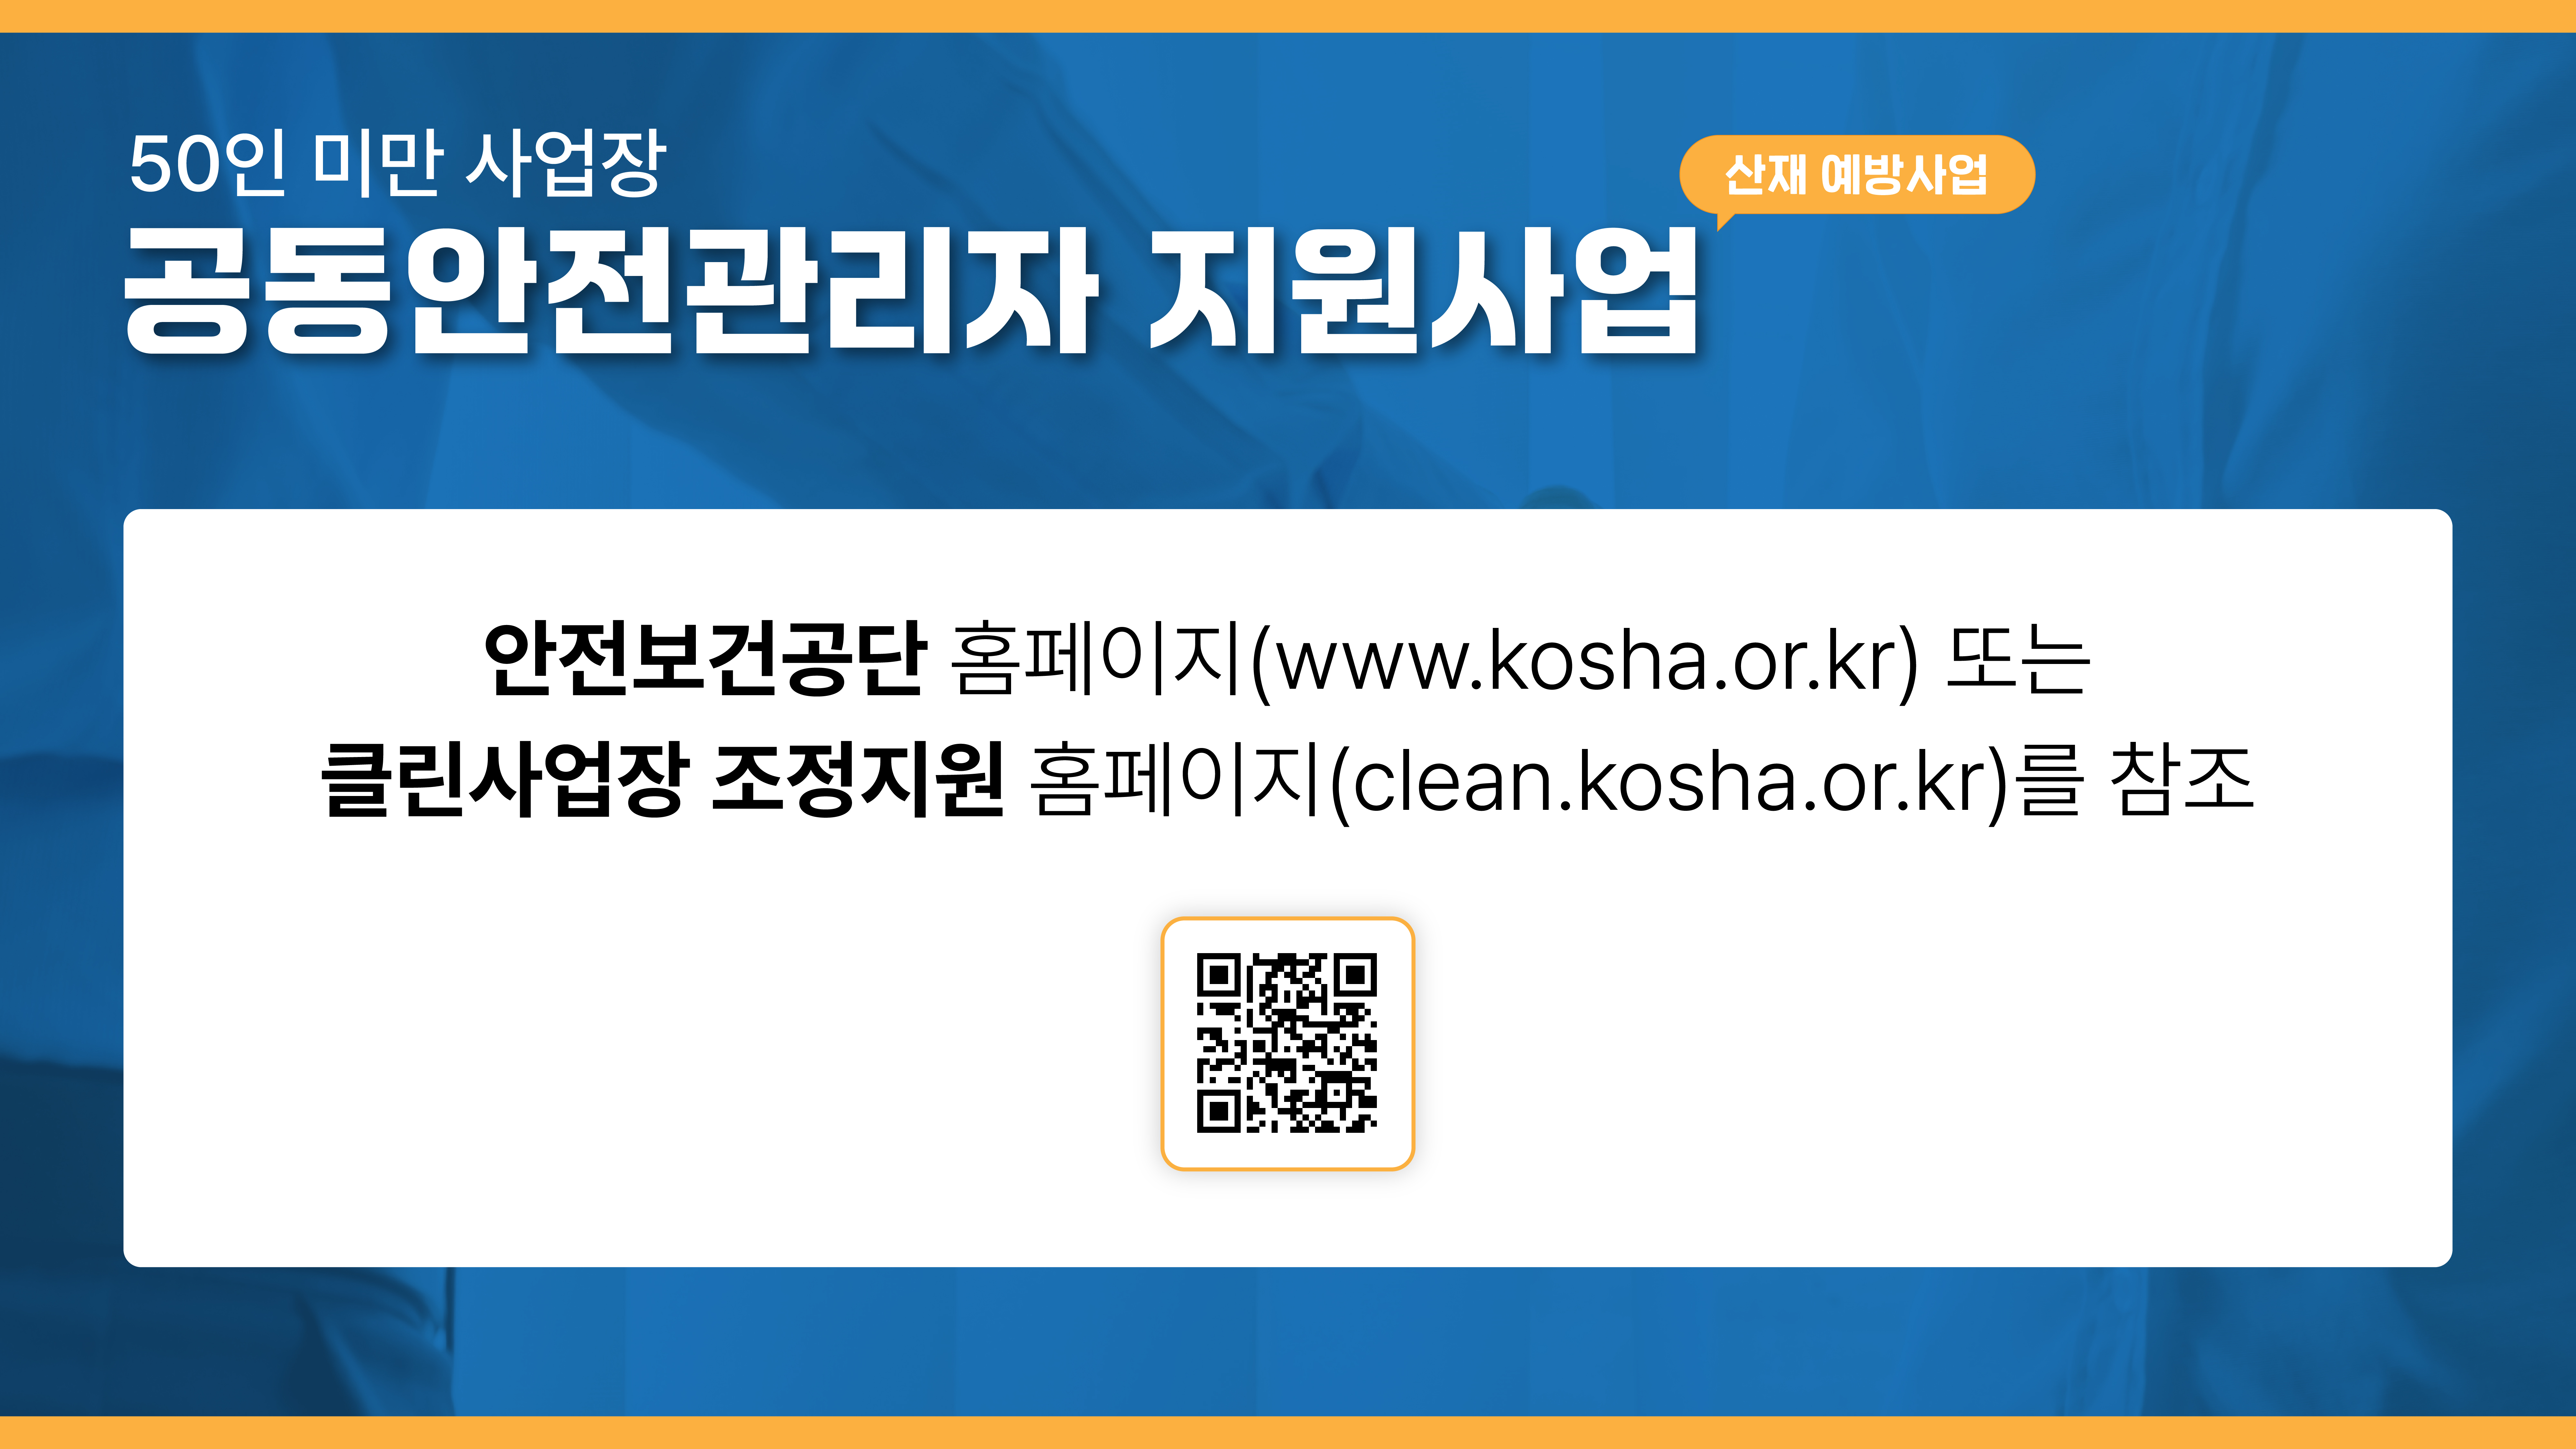 50인 미만 사업장
산재 예방사업
공동안전관리자 지원사업
안전보건공단 홈페이지(www.kosha.or.kr) 또는
클린사업장 조정지원 홈페이지(clean.kosha.or.kr)를 참조